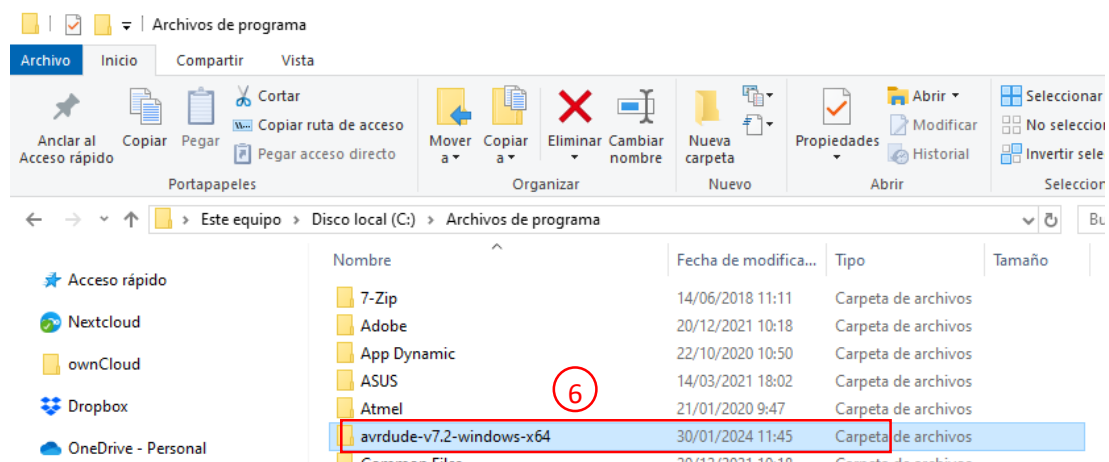 Archivos de programa
Archivo Inicio Compartir Vista
Anclar al Acceso rápido
Copiar
Pegar
Cortar
Copiar ruta de acceso
Pegar acceso directo
Portapapeles
Mover a
Copiar a
Eliminar
Cambiar nombre
Organizar
Nueva carpeta
Nuevo
Propiedades
Abrir
Modificar
Historial
Abrir
Seleccionar
No seleccion
Invertir sele
Seleccion
Este equipo > Disco local (C:) > Archivos de programa
Bu
Acceso rápido
Nextcloud
ownCloud
Dropbox
OneDrive - Personal
Nombre Fecha de modifica... Tipo Tamaño
7-Zip 14/06/2018 11:11 Carpeta de archivos
Adobe 20/12/2021 10:18 Carpeta de archivos
App Dynamic 22/10/2020 10:50 Carpeta de archivos
ASUS 14/03/2021 18:02 Carpeta de archivos
6
Atmel 21/01/2020 9:47 Carpeta de archivos
avrdude-v7.2-windows-x64 30/01/2024 11:45 Carpeta de archivos